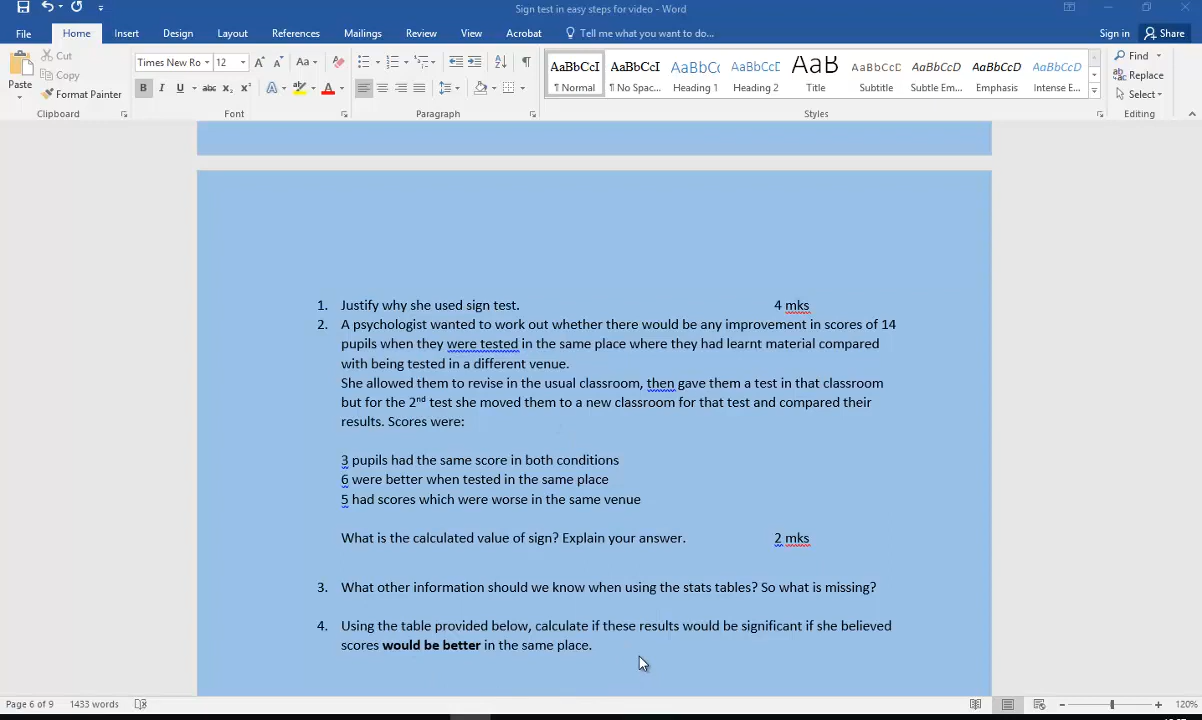 Sign test in easy steps for video - Word
File Home Insert Design Layout References Mailings Review View Acrobat Tell me what you want to do... Sign in Share
Paste
Cut
Copy
Format Painter
Clipboard
Times New Ro 12
Font
Paragraph
AaBbCcI AaBbCcI AaBbCc AaBbCcD AaB AaBbCcD AaBbCcD AaBbCcD AaBbCcD
¶ Normal ¶ No Spac... Heading 1 Heading 2 Title Subtitle Subtle Em... Emphasis Intense E...
Styles
Find
Replace
Select
Editing
1. Justify why she used sign test. 4 mks
2. A psychologist wanted to work out whether there would be any improvement in scores of 14
pupils when they were tested in the same place where they had learnt material compared
with being tested in a different venue.
She allowed them to revise in the usual classroom, then gave them a test in that classroom
but for the 2nd test she moved them to a new classroom for that test and compared their
results. Scores were:
3 pupils had the same score in both conditions
6 were better when tested in the same place
5 had scores which were worse in the same venue
What is the calculated value of sign? Explain your answer. 2 mks
3. What other information should we know when using the stats tables? So what is missing?
4. Using the table provided below, calculate if these results would be significant if she believed
scores would be better in the same place.
Page 6 of 9 1433 words 120%